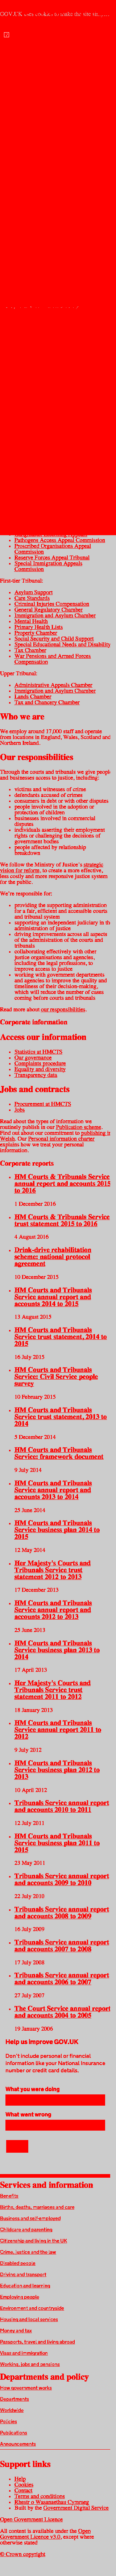 Pathogens Access Appeal Commission
Proscribed Organisations Appeal
Commission
Reserve Forces Appeal Tribunal
Special Immigration Appeals
Commission
First-tier Tribunal:
Asylum Support
Care Standards
Criminal Injuries Compensation
General Regulatory Chamber
Immigration and Asylum Chamber
Mental Health
Primary Health Lists
Property Chamber
Social Security and Child Support
Special Educational Needs and Disability
Tax Chamber
War Pensions and Armed Forces
Compensation
Upper Tribunal:
Administrative Appeals Chamber
Immigration and Asylum Chamber
Lands Chamber
Tax and Chancery Chamber
Who we are
We employ around 17,000 staff and operate
from locations in England, Wales, Scotland and
Northern Ireland.
Our responsibilities
Through the courts and tribunals we give people
and businesses access to justice, including:
victims and witnesses of crime
defendants accused of crimes
consumers in debt or with other disputes
people involved in the adoption or
protection of children
businesses involved in commercial
disputes
individuals asserting their employment
rights or challenging the decisions of
government bodies
people affected by relationship
breakdown
We follow the Ministry of Justice's strategic
vision for reform, to create a more effective,
less costly and more responsive justice system
for the public.
We're responsible for:
providing the supporting administration
for a fair, efficient and accessible courts
and tribunal system
supporting an independent judiciary in the
administration of justice
driving improvements across all aspects
of the administration of the courts and
tribunals
collaborating effectively with other
justice organisations and agencies,
including the legal professions, to
improve access to justice
working with government departments
and agencies to improve the quality and
timeliness of their decision-making,
which will reduce the number of cases
coming before courts and tribunals
Read more about our responsibilities.
Corporate information
Access our information
Statistics at HMCTS
Our governance
Complaints procedure
Equality and diversity
Transparency data
Jobs and contracts
Procurement at HMCTS
Jobs
Read about the types of information we
routinely publish in our Publication scheme.
Find out about our commitment to publishing in
Welsh. Our Personal information charter
explains how we treat your personal
information.
Corporate reports
HM Courts & Tribunals Service
annual report and accounts 2015
to 2016
1 December 2016
HM Courts & Tribunals Service
trust statement 2015 to 2016
4 August 2016
Drink-drive rehabilitation
scheme: national protocol
agreement
10 December 2015
HM Courts and Tribunals
Service annual report and
accounts 2014 to 2015
13 August 2015
HM Courts and Tribunals
Service trust statement, 2014 to
2015
16 July 2015
HM Courts and Tribunals
Service: Civil Service people
survey
10 February 2015
HM Courts and Tribunals
Service trust statement, 2013 to
2014
5 December 2014
HM Courts and Tribunals
Service: framework document
9 July 2014
HM Courts and Tribunals
Service annual report and
accounts 2013 to 2014
25 June 2014
HM Courts and Tribunals
Service business plan 2014 to
2015
12 May 2014
Her Majesty's Courts and
Tribunals Service trust
statement 2012 to 2013
17 December 2013
HM Courts and Tribunals
Service annual report and
accounts 2012 to 2013
25 June 2013
HM Courts and Tribunals
Service business plan 2013 to
2014
17 April 2013
Her Majesty's Courts and
Tribunals Service trust
statement 2011 to 2012
18 January 2013
HM Courts and Tribunals
Service annual report 2011 to
2012
9 July 2012
HM Courts and Tribunals
Service business plan 2012 to
2013
10 April 2012
Tribunals Service annual report
and accounts 2010 to 2011
12 July 2011
HM Courts and Tribunals
Service business plan 2011 to
2015
23 May 2011
Tribunals Service annual report
and accounts 2009 to 2010
22 July 2010
Tribunals Service annual report
and accounts 2008 to 2009
16 July 2009
Tribunals Service annual report
and accounts 2007 to 2008
17 July 2008
Tribunals Service annual report
and accounts 2006 to 2007
27 July 2007
The Court Service annual report
and accounts 2004 to 2005
19 January 2006
Help us improve GOV.UK
Don't include personal or financial
information like your National Insurance
number or credit card details.
What you were doing
What went wrong
Services and information
Benefits
Births, deaths, marriages and care
Business and self-employed
Childcare and parenting
Citizenship and living in the UK
Crime, justice and the law
Disabled people
Driving and transport
Education and learning
Employing people
Environment and countryside
Housing and local services
Money and tax
Passports, travel and living abroad
Visas and immigration
Working, jobs and pensions
Departments and policy
How government works
Departments
Worldwide
Policies
Publications
Announcements
Support links
Help
Cookies
Contact
Terms and conditions
Rhestr o Wasanaethau Cymraeg
Built by the Government Digital Service
Open Government Licence
All content is available under the Open
Government Licence v3.0, except where
otherwise stated
© Crown copyright